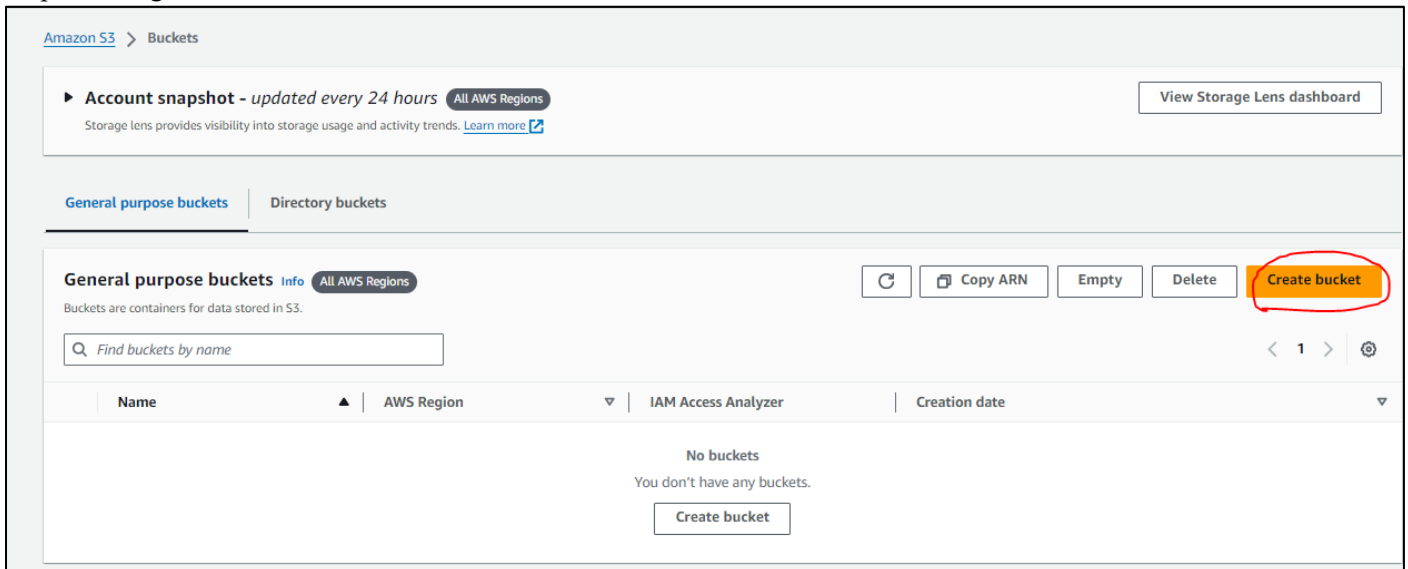 Amazon S3 > Buckets
Account snapshot - updated every 24 hours All AWS Regions
View Storage Lens dashboard
Storage lens provides visibility into storage usage and activity trends. Learn more
General purpose buckets
Directory buckets
General purpose buckets Info All AWS Regions
Copy ARN
Empty
Delete
Create bucket
Buckets are containers for data stored in S3.
Find buckets by name
< 1 >
Name
AWS Region
IAM Access Analyzer
Creation date
No buckets
You don't have any buckets.
Create bucket